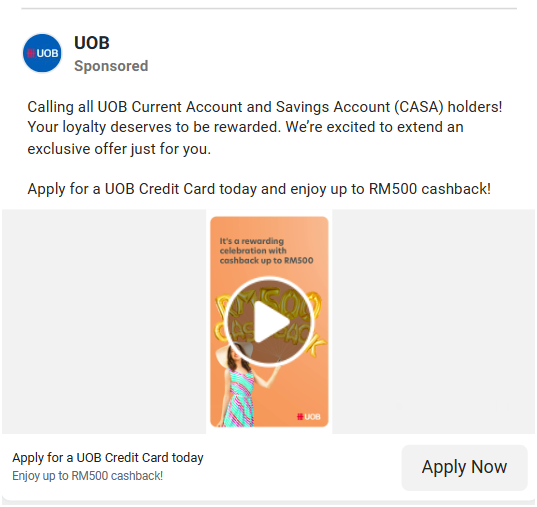 UOB
UOB
Sponsored
Calling all UOB Current Account and Savings Account (CASA) holders!
Your loyalty deserves to be rewarded. We’re excited to extend an
exclusive offer just for you.
Apply for a UOB Credit Card today and enjoy up to RM500 cashback!
It's a rewarding
celebration with
cashback up to RM500
RM500
CASHBACK
UOB
Apply for a UOB Credit Card today
Enjoy up to RM500 cashback!
Apply Now